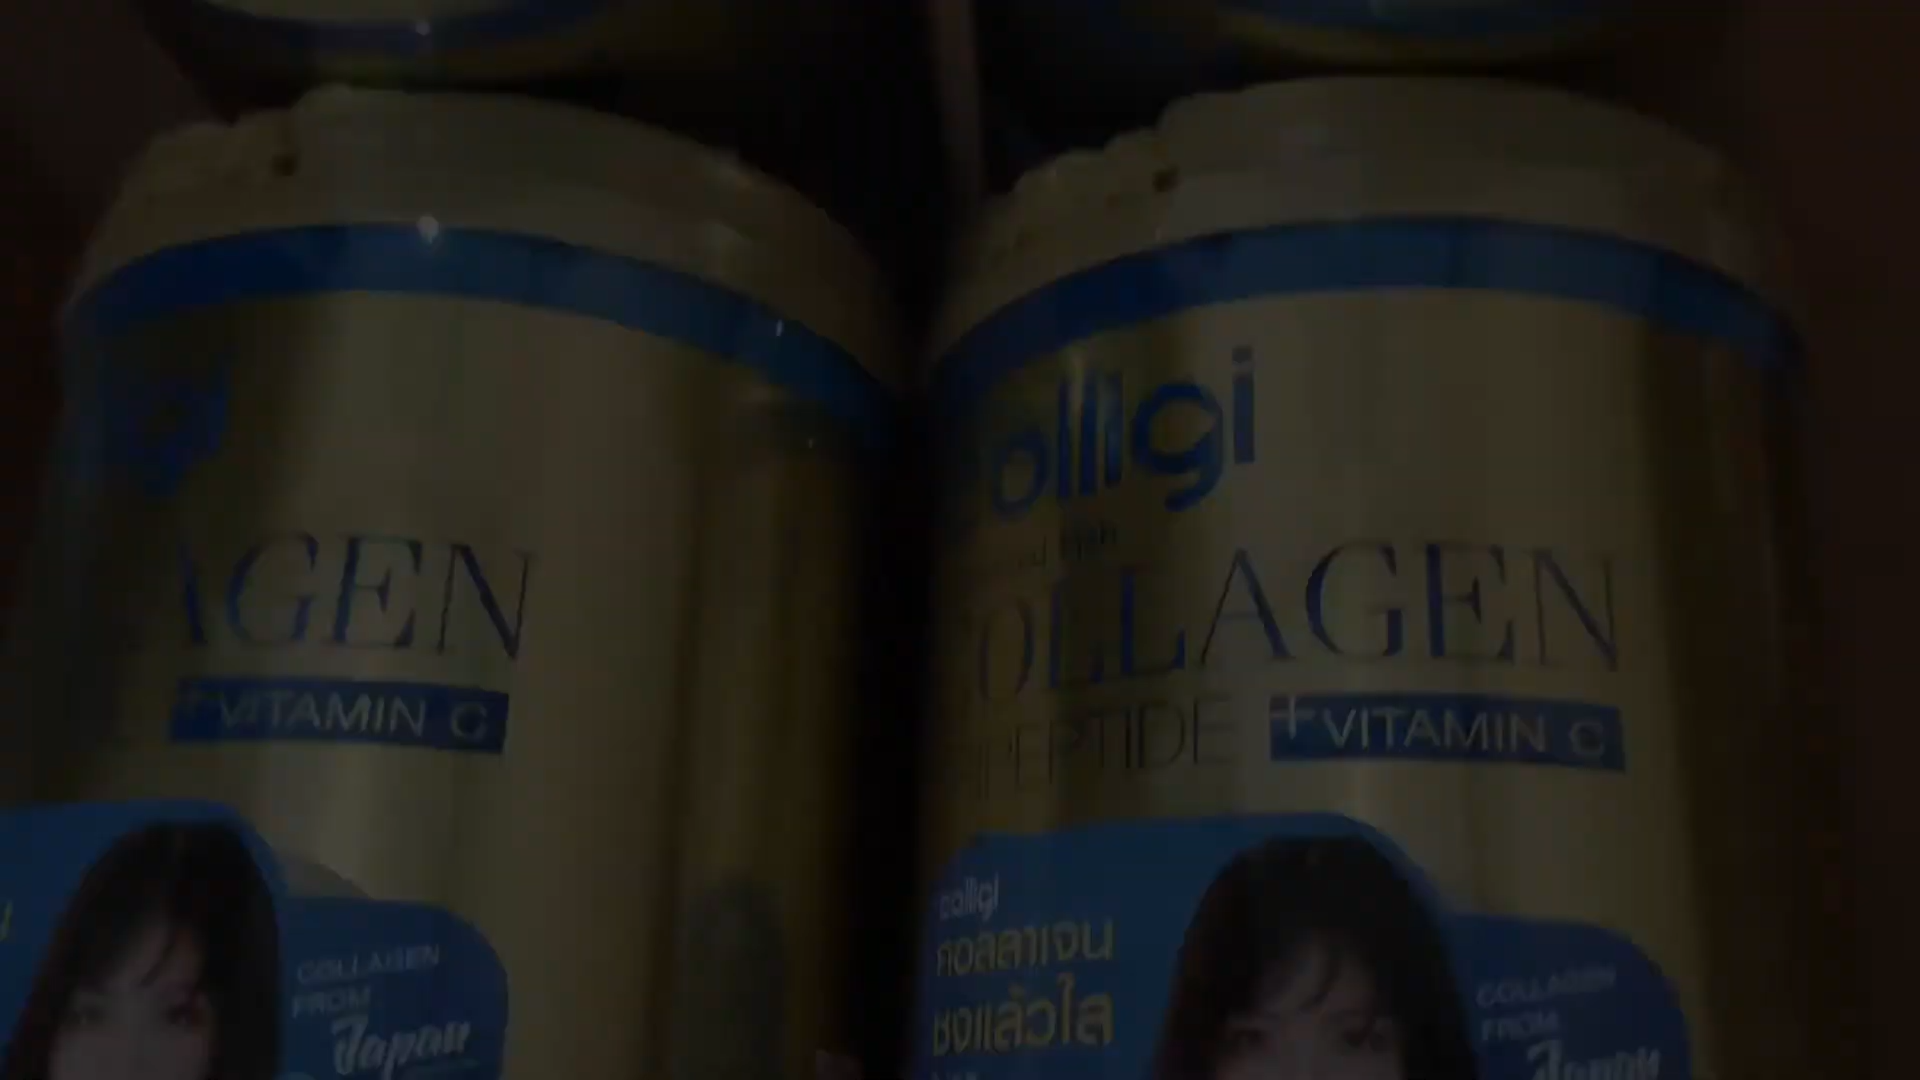 AGEN
+VITAMIN C
COLLAGEN
FROM
Japan
olligi
OLLAGEN
PEPTIDE +VITAMIN C
colligi
คอลลาเจน
ชงแล้วใส
COLLAGEN
FROM
Japan